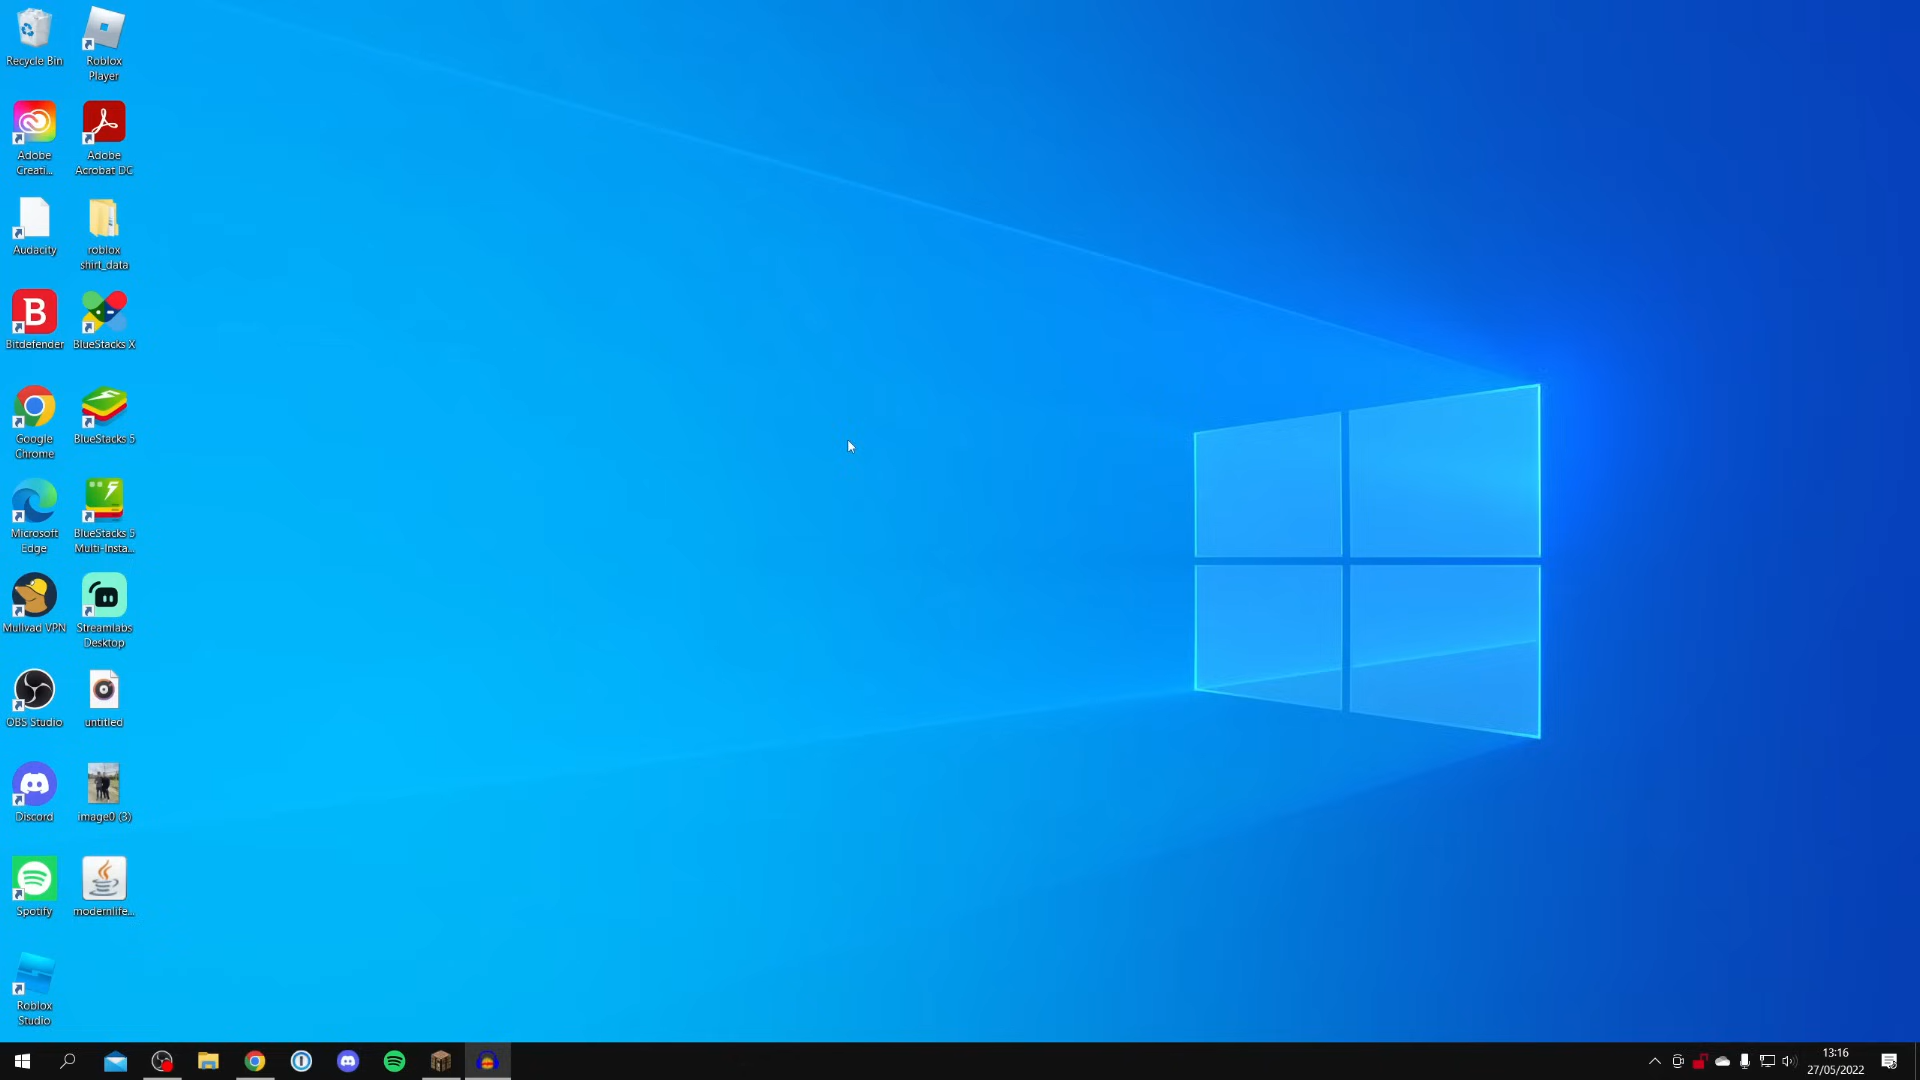 Recycle Bin
Roblox
Player
Adobe
Creati...
Adobe
Acrobat DC
Audacity
roblox
shirt_data
Bitdefender
BlueStacks X
Google
Chrome
BlueStacks 5
Microsoft
Edge
BlueStacks 5
Multi-Insta...
Mullvad VPN
Streamlabs
Desktop
OBS Studio
untitled
Discord
image0 (3)
Spotify
modernlife...
Roblox
Studio
13:16
27/05/2022